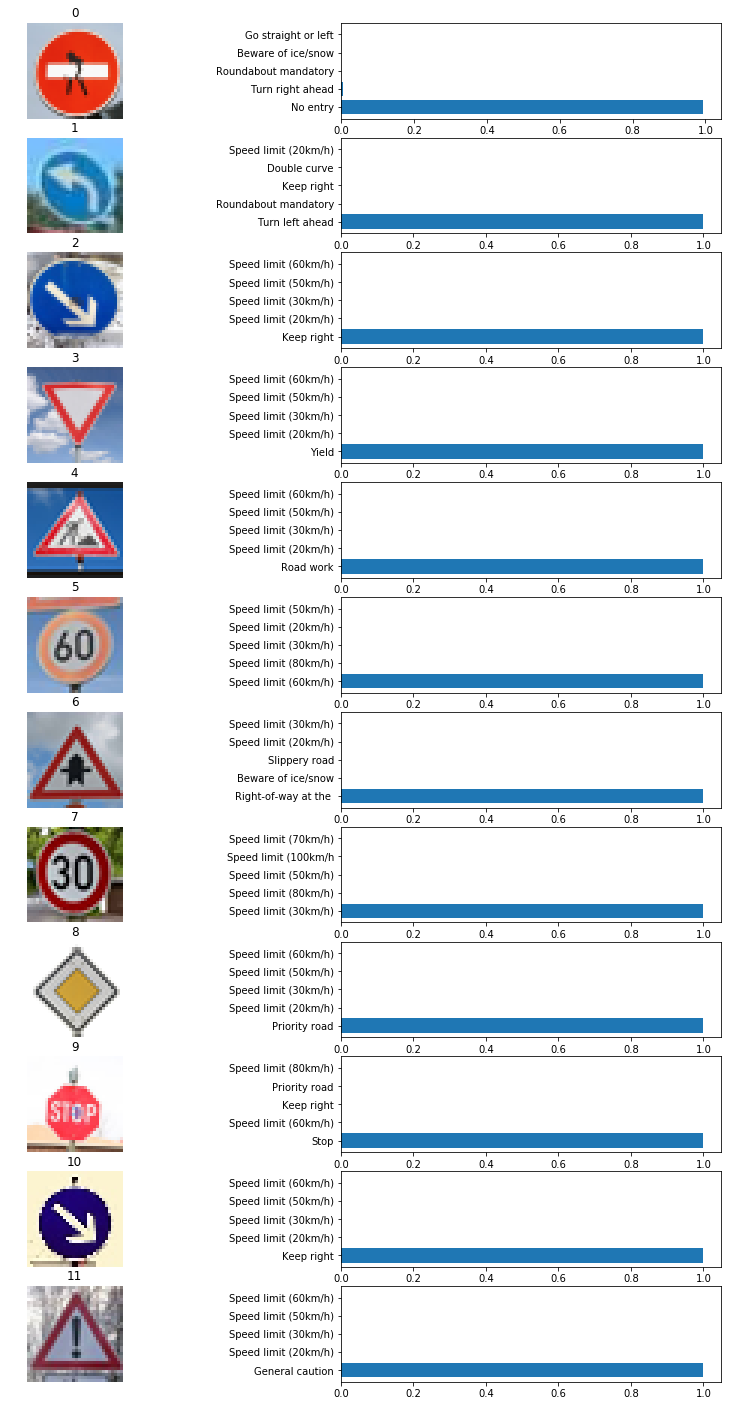 0
Go straight or left
Beware of ice/snow
Roundabout mandatory
Turn right ahead
No entry
0.0 0.2 0.4 0.6 0.8 1.0
1
Speed limit (20km/h)
Double curve
Keep right
Roundabout mandatory
Turn left ahead
0.0 0.2 0.4 0.6 0.8 1.0
2
Speed limit (60km/h)
Speed limit (50km/h)
Speed limit (30km/h)
Speed limit (20km/h)
Keep right
0.0 0.2 0.4 0.6 0.8 1.0
3
Speed limit (60km/h)
Speed limit (50km/h)
Speed limit (30km/h)
Speed limit (20km/h)
Yield
0.0 0.2 0.4 0.6 0.8 1.0
4
Speed limit (60km/h)
Speed limit (50km/h)
Speed limit (30km/h)
Speed limit (20km/h)
Road work
0.0 0.2 0.4 0.6 0.8 1.0
5
60
Speed limit (50km/h)
Speed limit (20km/h)
Speed limit (30km/h)
Speed limit (80km/h)
Speed limit (60km/h)
0.0 0.2 0.4 0.6 0.8 1.0
6
Speed limit (30km/h)
Speed limit (20km/h)
Slippery road
Beware of ice/snow
Right-of-way at the
0.0 0.2 0.4 0.6 0.8 1.0
7
30
Speed limit (70km/h)
Speed limit (100km/h
Speed limit (50km/h)
Speed limit (80km/h)
Speed limit (30km/h)
0.0 0.2 0.4 0.6 0.8 1.0
8
Speed limit (60km/h)
Speed limit (50km/h)
Speed limit (30km/h)
Speed limit (20km/h)
Priority road
0.0 0.2 0.4 0.6 0.8 1.0
9
STOP
Speed limit (80km/h)
Priority road
Keep right
Speed limit (60km/h)
Stop
0.0 0.2 0.4 0.6 0.8 1.0
10
Speed limit (60km/h)
Speed limit (50km/h)
Speed limit (30km/h)
Speed limit (20km/h)
Keep right
0.0 0.2 0.4 0.6 0.8 1.0
11
!
Speed limit (60km/h)
Speed limit (50km/h)
Speed limit (30km/h)
Speed limit (20km/h)
General caution
0.0 0.2 0.4 0.6 0.8 1.0